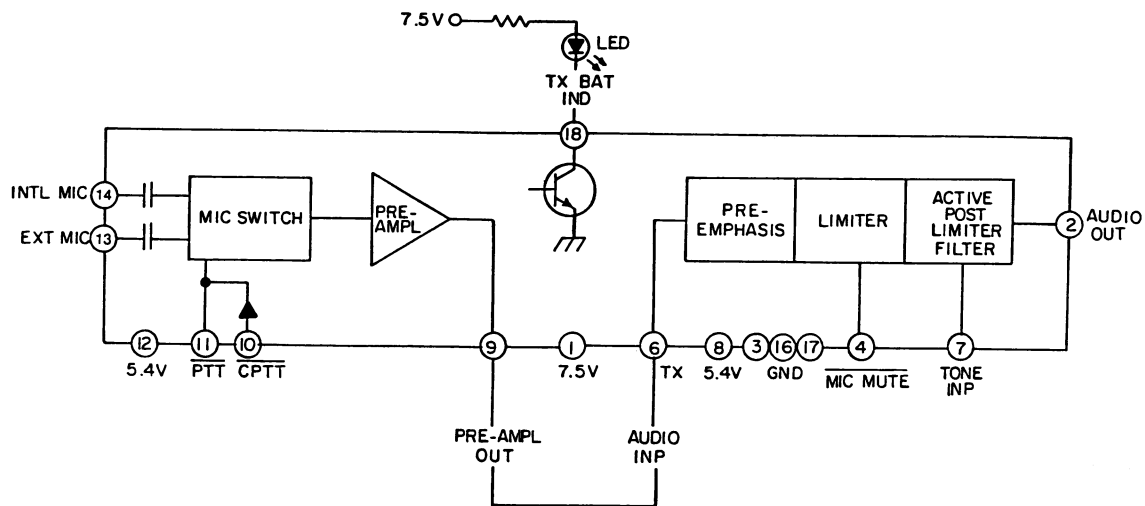 7.5V
LED
TX BAT
IND
18
INTL MIC 14
EXT MIC 13
MIC SWITCH
PRE-
AMPL
PRE-
EMPHASIS
LIMITER
ACTIVE
POST
LIMITER
FILTER
2 AUDIO
OUT
12
5.4V
11
PTT
10
CPTT
9
1
7.5V
6
TX
8
5.4V
3 16 17
GND
4
MIC MUTE
7
TONE
INP
PRE-AMPL
OUT
AUDIO
INP